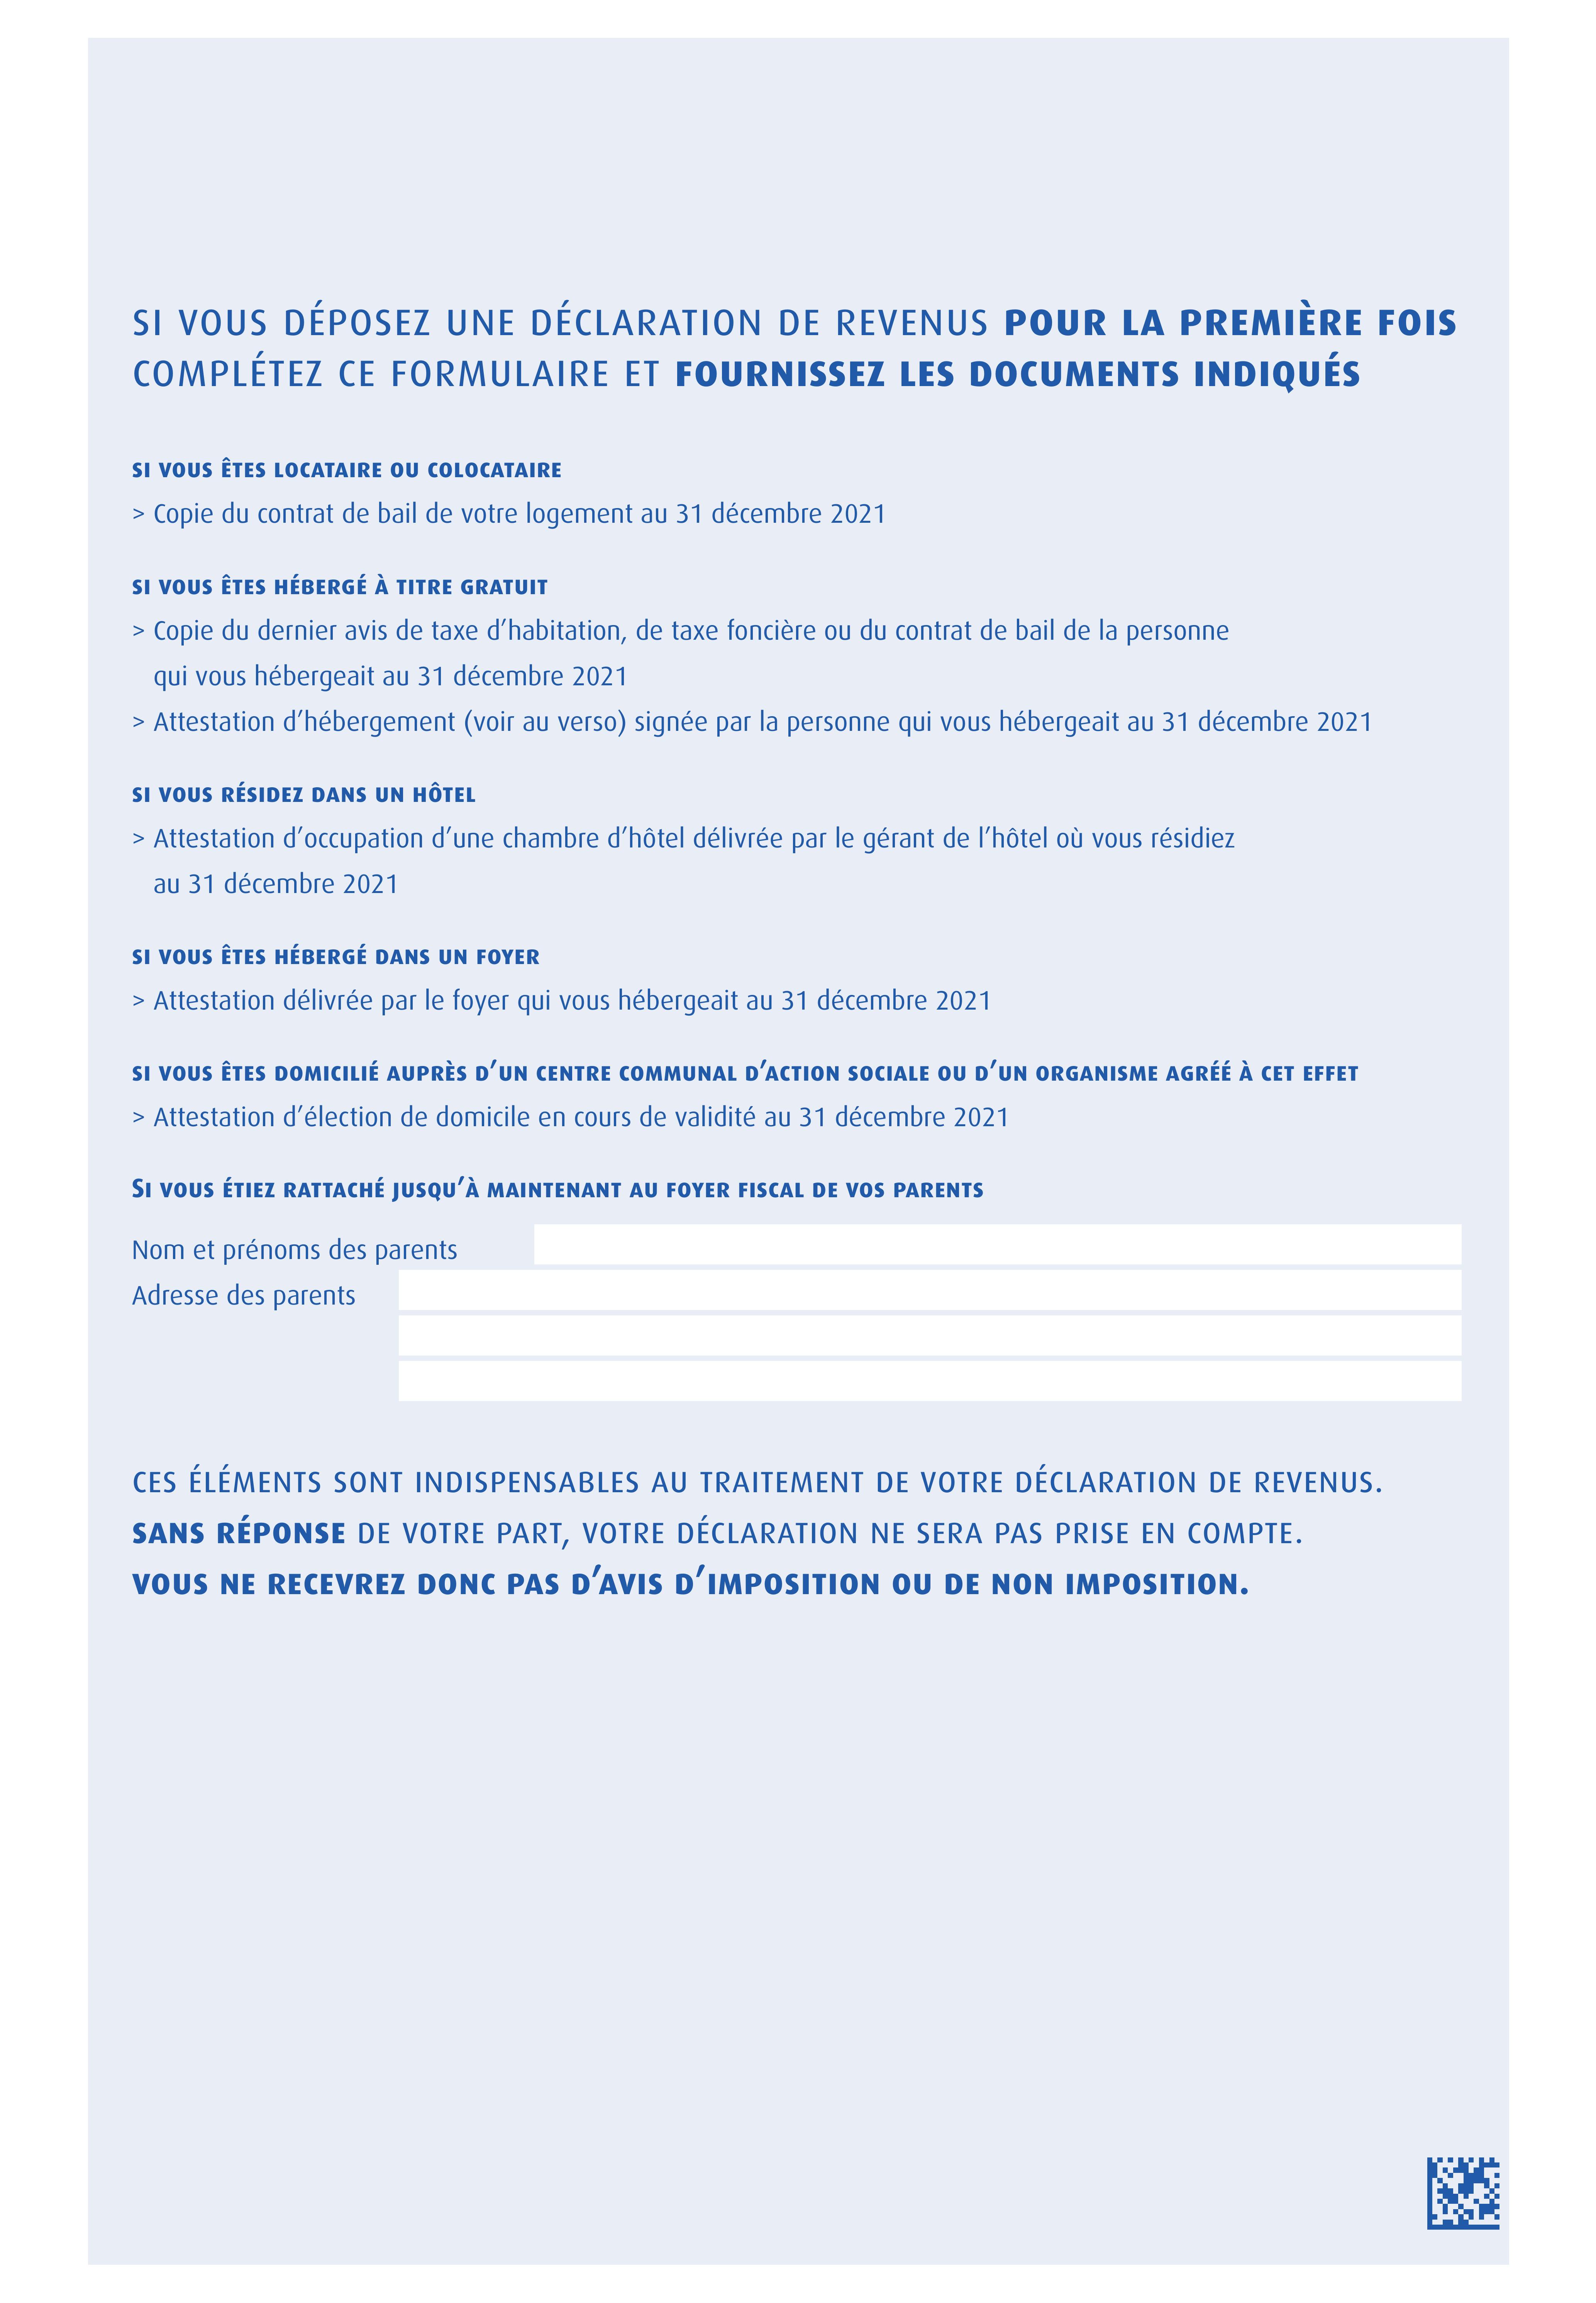 SI VOUS DÉPOSEZ UNE DÉCLARATION DE REVENUS POUR LA PREMIÈRE FOIS
COMPLÉTEZ CE FORMULAIRE ET FOURNISSEZ LES DOCUMENTS INDIQUÉS
SI VOUS ÊTES LOCATAIRE OU COLOCATAIRE
> Copie du contrat de bail de votre logement au 31 décembre 2021
SI VOUS ÊTES HÉBERGÉ À TITRE GRATUIT
> Copie du dernier avis de taxe d’habitation, de taxe foncière ou du contrat de bail de la personne
qui vous hébergeait au 31 décembre 2021
> Attestation d’hébergement (voir au verso) signée par la personne qui vous hébergeait au 31 décembre 2021
SI VOUS RÉSIDEZ DANS UN HÔTEL
> Attestation d’occupation d’une chambre d’hôtel délivrée par le gérant de l’hôtel où vous résidiez
au 31 décembre 2021
SI VOUS ÊTES HÉBERGÉ DANS UN FOYER
> Attestation délivrée par le foyer qui vous hébergeait au 31 décembre 2021
SI VOUS ÊTES DOMICILIÉ AUPRÈS D’UN CENTRE COMMUNAL D’ACTION SOCIALE OU D’UN ORGANISME AGRÉÉ À CET EFFET
> Attestation d’élection de domicile en cours de validité au 31 décembre 2021
SI VOUS ÉTIEZ RATTACHÉ JUSQU’À MAINTENANT AU FOYER FISCAL DE VOS PARENTS
Nom et prénoms des parents
Adresse des parents
CES ÉLÉMENTS SONT INDISPENSABLES AU TRAITEMENT DE VOTRE DÉCLARATION DE REVENUS.
SANS RÉPONSE DE VOTRE PART, VOTRE DÉCLARATION NE SERA PAS PRISE EN COMPTE.
VOUS NE RECEVREZ DONC PAS D’AVIS D’IMPOSITION OU DE NON IMPOSITION.